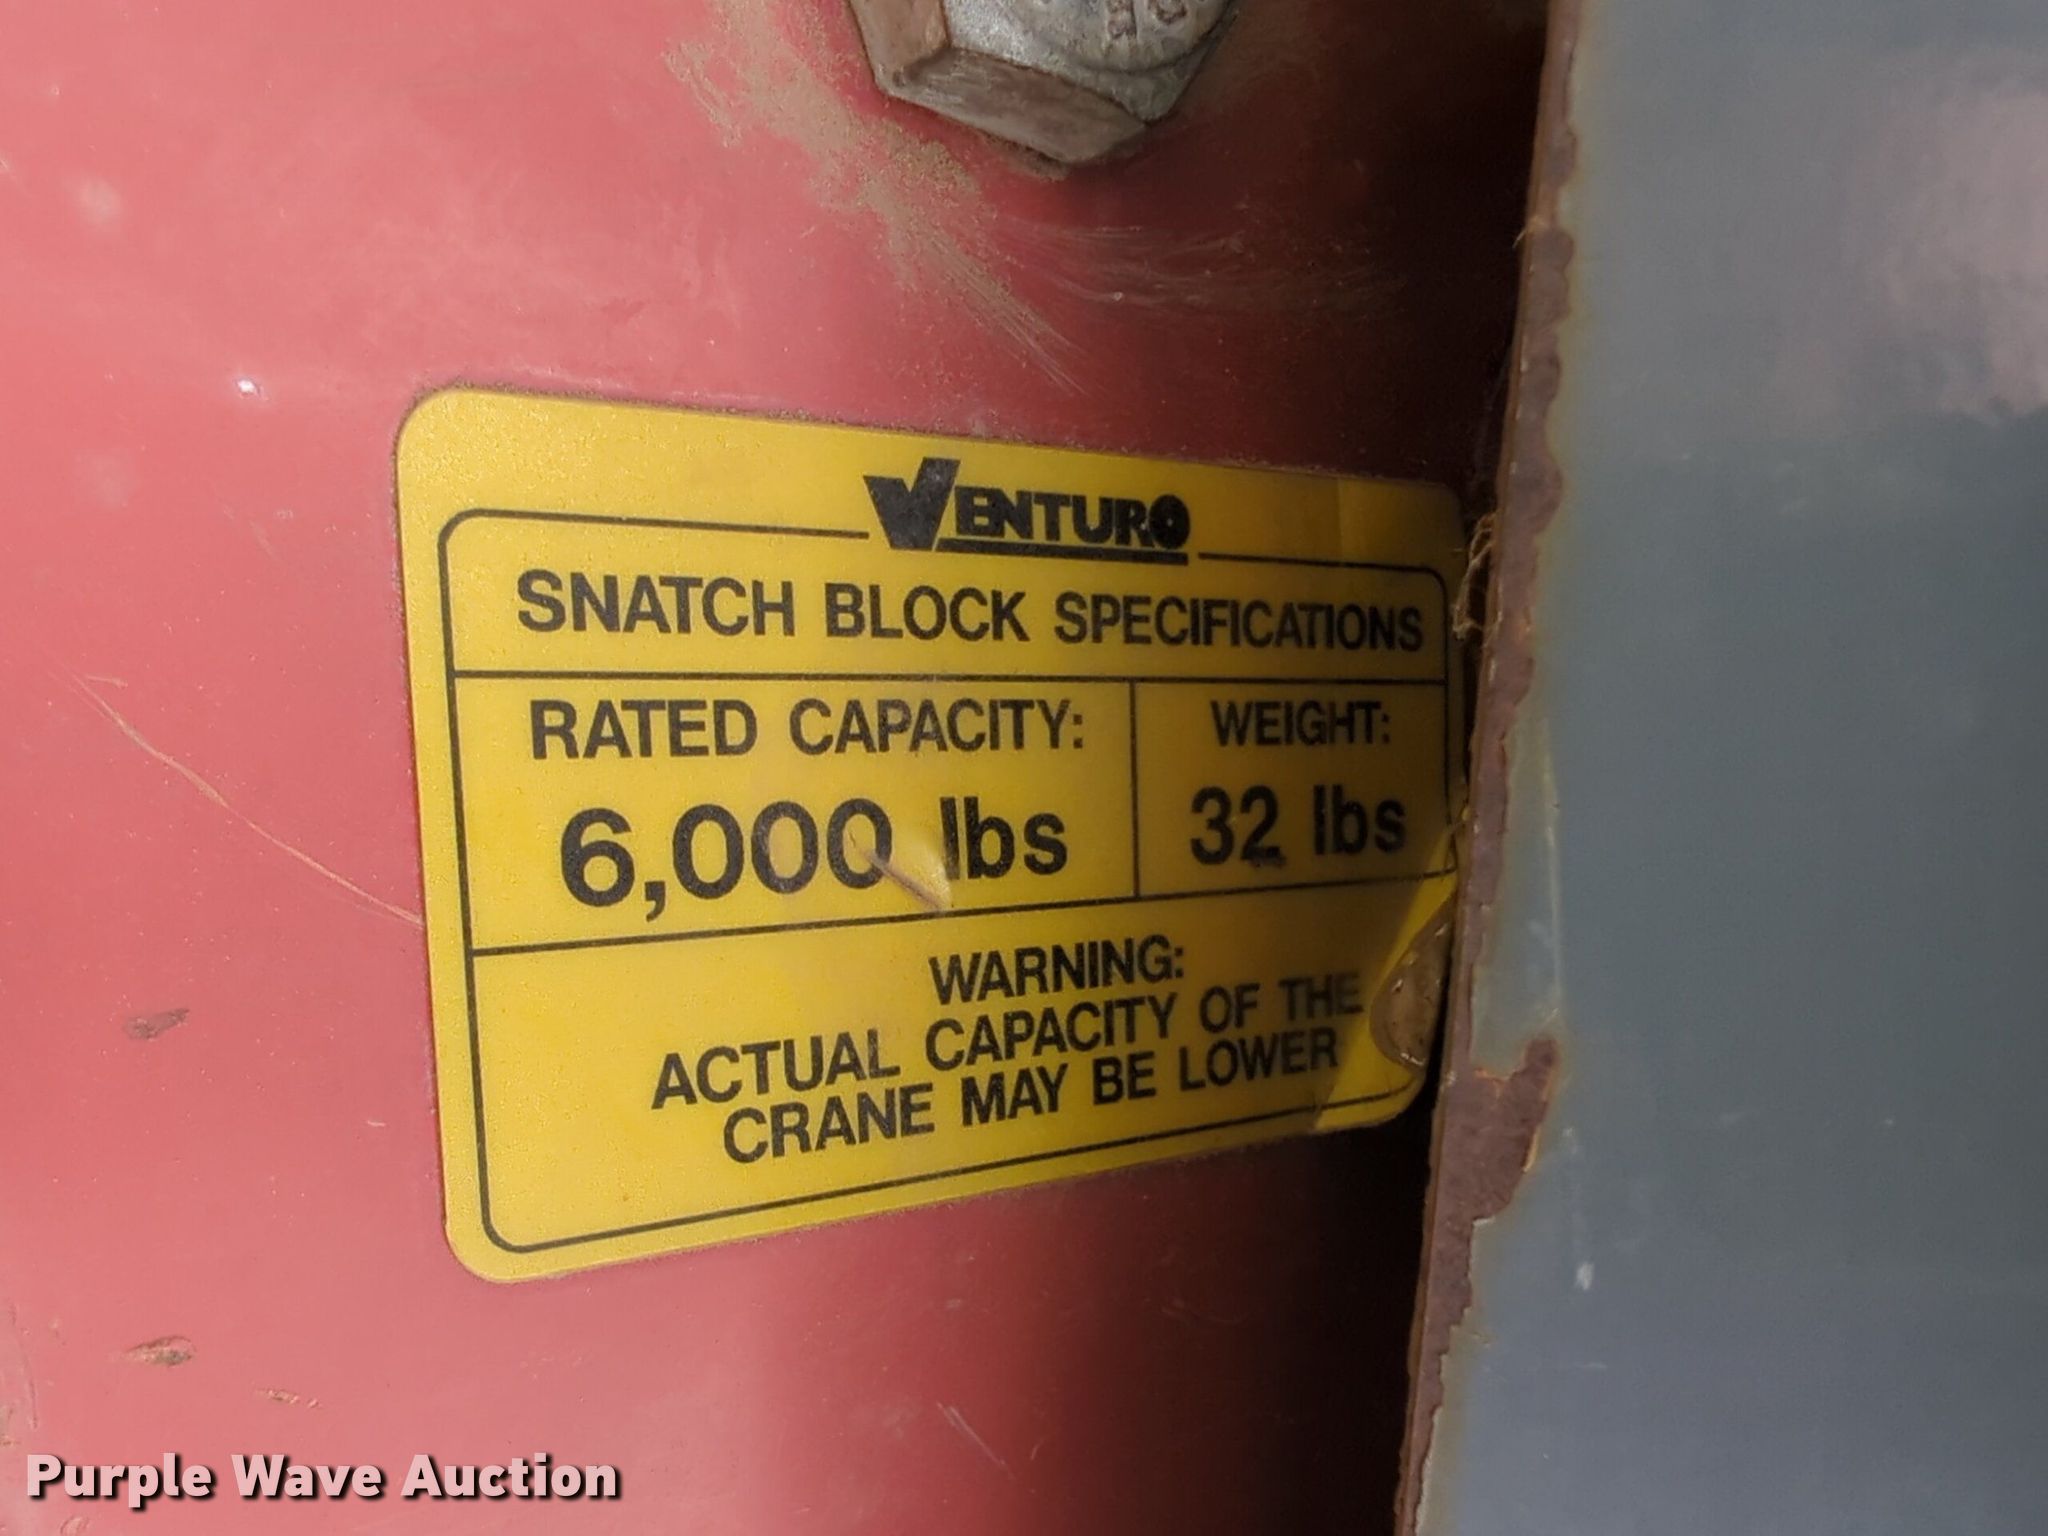 VENTURO
SNATCH BLOCK SPECIFICATIONS
RATED CAPACITY:
6,000 lbs
WEIGHT:
32 lbs
WARNING:
ACTUAL CAPACITY OF THE
CRANE MAY BE LOWER
Purple Wave Auction